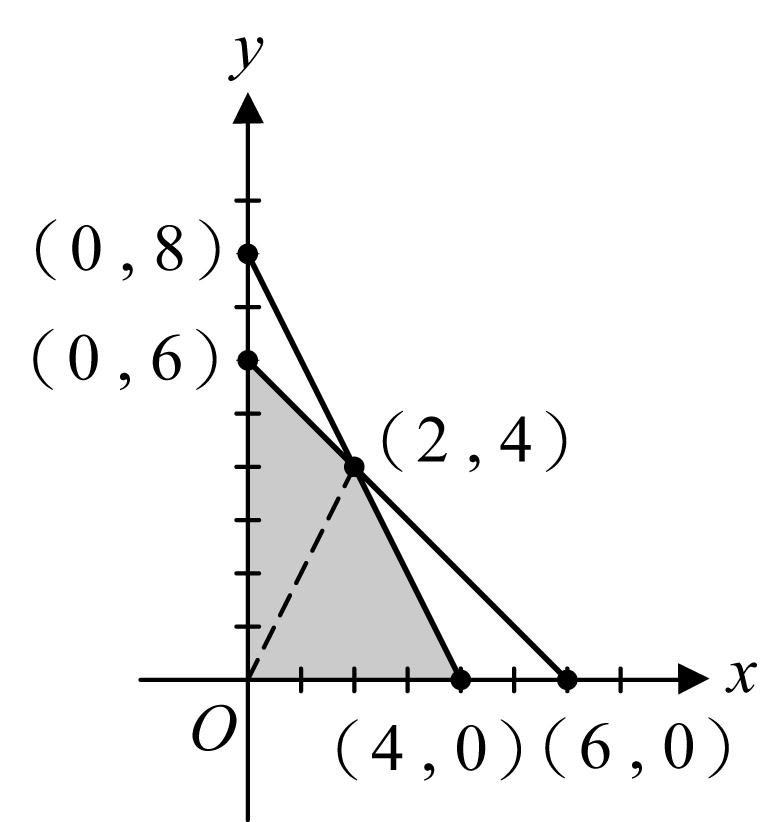 y
(0,8)
(0,6)
(2,4)
x
O
(4,0)(6,0)